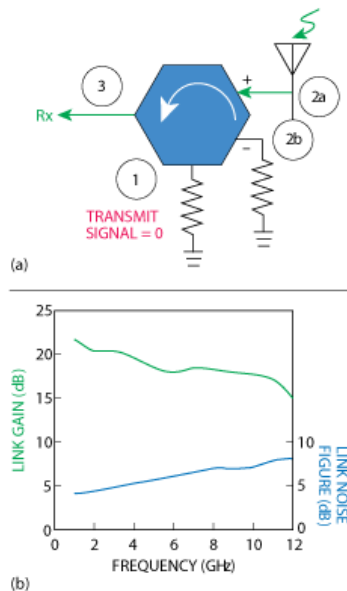 3
+
Rx
2a
−
2b
1
TRANSMIT
SIGNAL = 0
(a)
25
20
15
10
5
0
LINK GAIN (dB)
10
5
0
LINK NOISE
FIGURE (dB)
0 2 4 6 8 10 12
FREQUENCY (GHz)
(b)